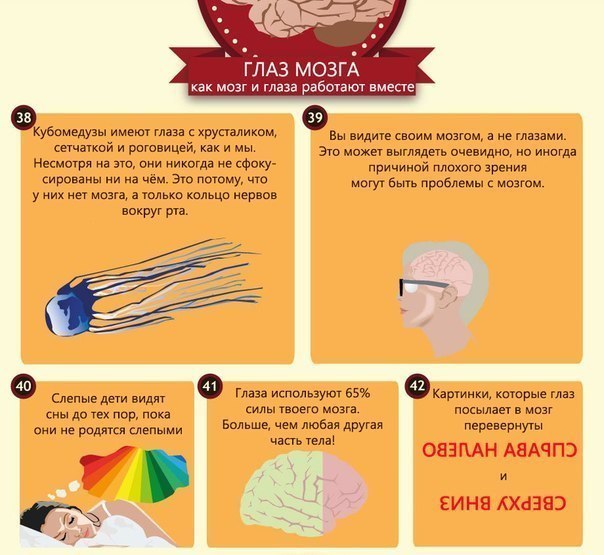 ГЛАЗ МОЗГА
как мозг и глаза работают вместе
38
Кубомедузы имеют глаза с хрусталиком,
сетчаткой и роговицей, как и мы.
Несмотря на это, они никогда не сфоку-
сированы ни на чём. Это потому, что
у них нет мозга, а только кольцо нервов
вокруг рта.
39
Вы видите своим мозгом, а не глазами.
Это может выглядеть очевидно, но иногда
причиной плохого зрения
могут быть проблемы с мозгом.
40
Слепые дети видят
сны до тех пор, пока
они не родятся слепыми
41
Глаза используют 65%
силы твоего мозга.
Больше, чем любая другая
часть тела!
42
Картинки, которые глаз
посылает в мозг
перевернуты
СПРАВА НАЛЕВО
и
СВЕРХУ ВНИЗ